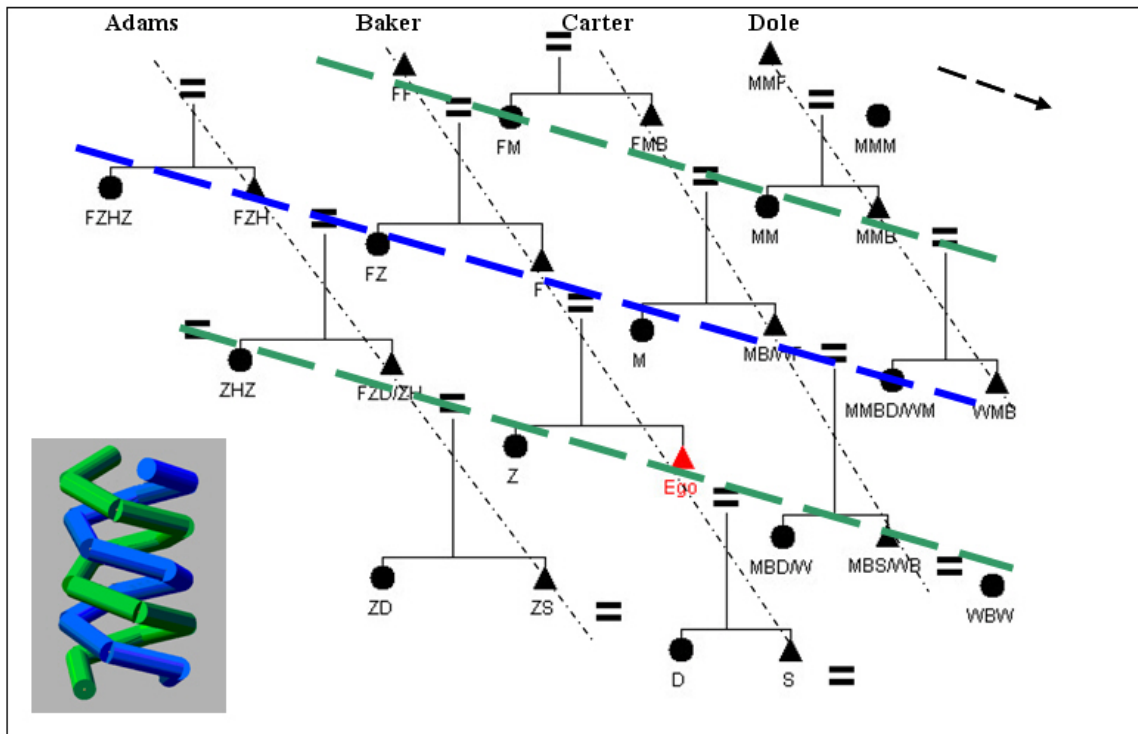 Adams Baker Carter Dole
FF
MMF
FM
FMB
MMM
FZHZ
FZH
MM
MMB
FZ
F
M
MB/WF
ZHZ
FZD/ZH
MMBD/WM
WMB
Z
Ego
ZD
ZS
MBD/W
MBS/WB
WBW
D
S